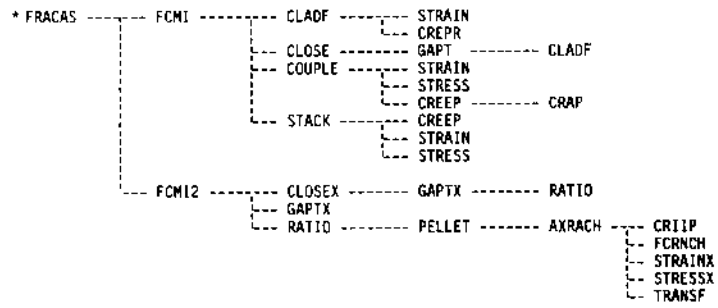 * FRACAS FCMI CLADF STRAIN
CREPR
CLOSE GAPT CLADF
COUPLE STRAIN
STRESS
CREEP CRAP
STACK CREEP
STRAIN
STRESS
FCMI2 CLOSEX GAPTX RATIO
GAPTX
RATIO PELLET AXRACH CRIIP
FCRNCH
STRAINX
STRESSX
TRANSF